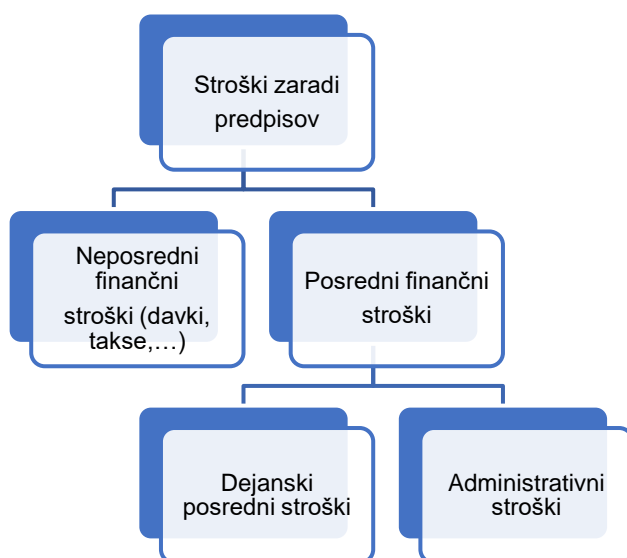 Stroški zaradi
predpisov
Neposredni
finančni
stroški (davki,
takse,…)
Posredni finančni
stroški
Dejanski
posredni stroški
Administrativni
stroški